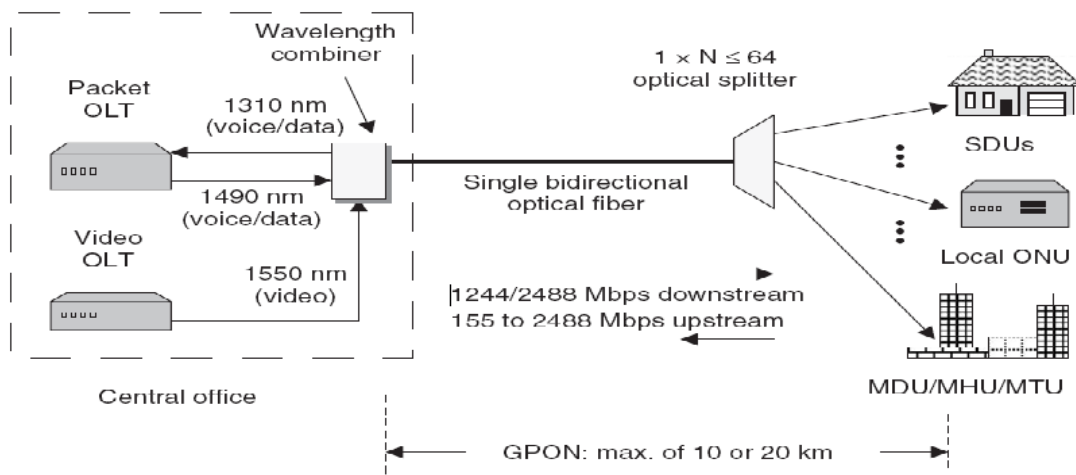 Wavelength
combiner
1 × N ≤ 64
optical splitter
Packet
OLT
1310 nm
(voice/data)
SDUs
1490 nm
(voice/data)
Single bidirectional
optical fiber
Video
OLT
Local ONU
1550 nm
(video)
1244/2488 Mbps downstream
155 to 2488 Mbps upstream
MDU/MHU/MTU
Central office
GPON: max. of 10 or 20 km